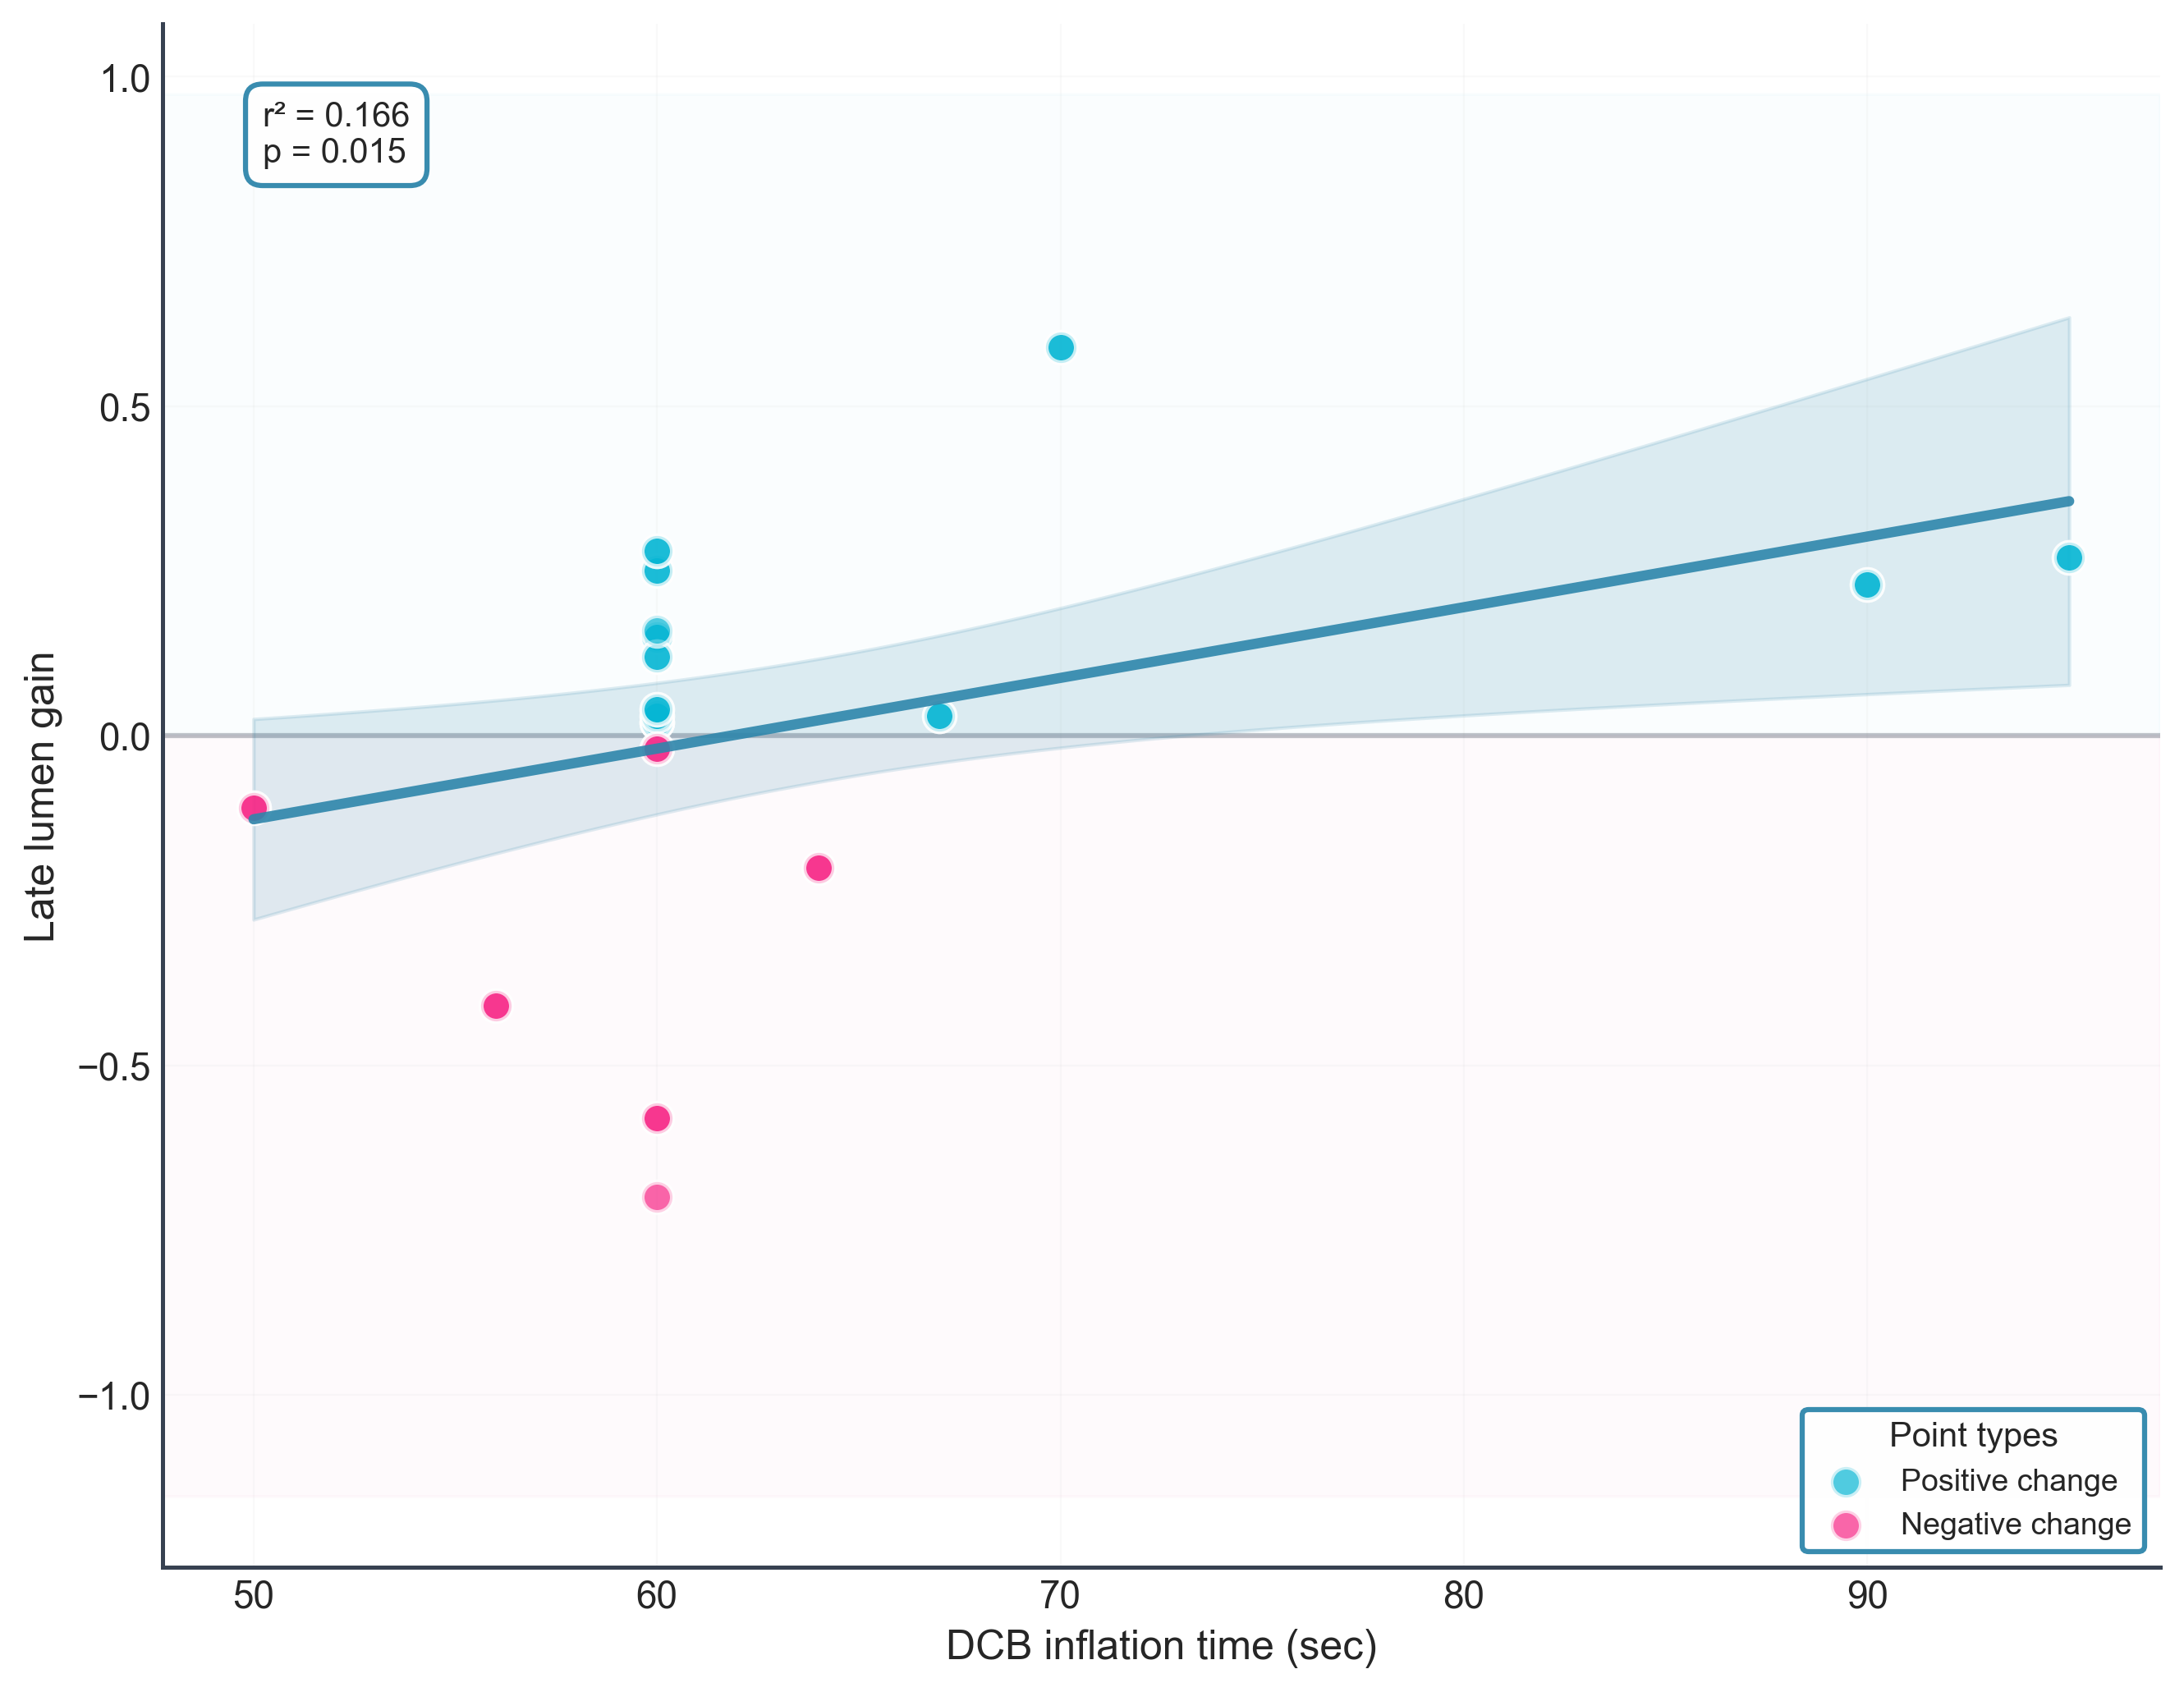 1.0
r² = 0.166
p = 0.015
0.5
Late lumen gain
0.0
−0.5
−1.0
Point types
Positive change
Negative change
50 60 70 80 90
DCB inflation time (sec)